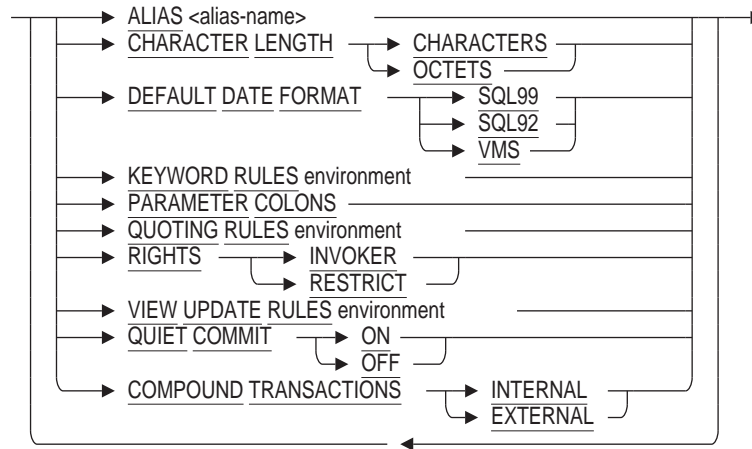 ALIAS <alias-name>
CHARACTER LENGTH CHARACTERS
OCTETS
DEFAULT DATE FORMAT SQL99
SQL92
VMS
KEYWORD RULES environment
PARAMETER COLONS
QUOTING RULES environment
RIGHTS INVOKER
RESTRICT
VIEW UPDATE RULES environment
QUIET COMMIT ON
OFF
COMPOUND TRANSACTIONS INTERNAL
EXTERNAL